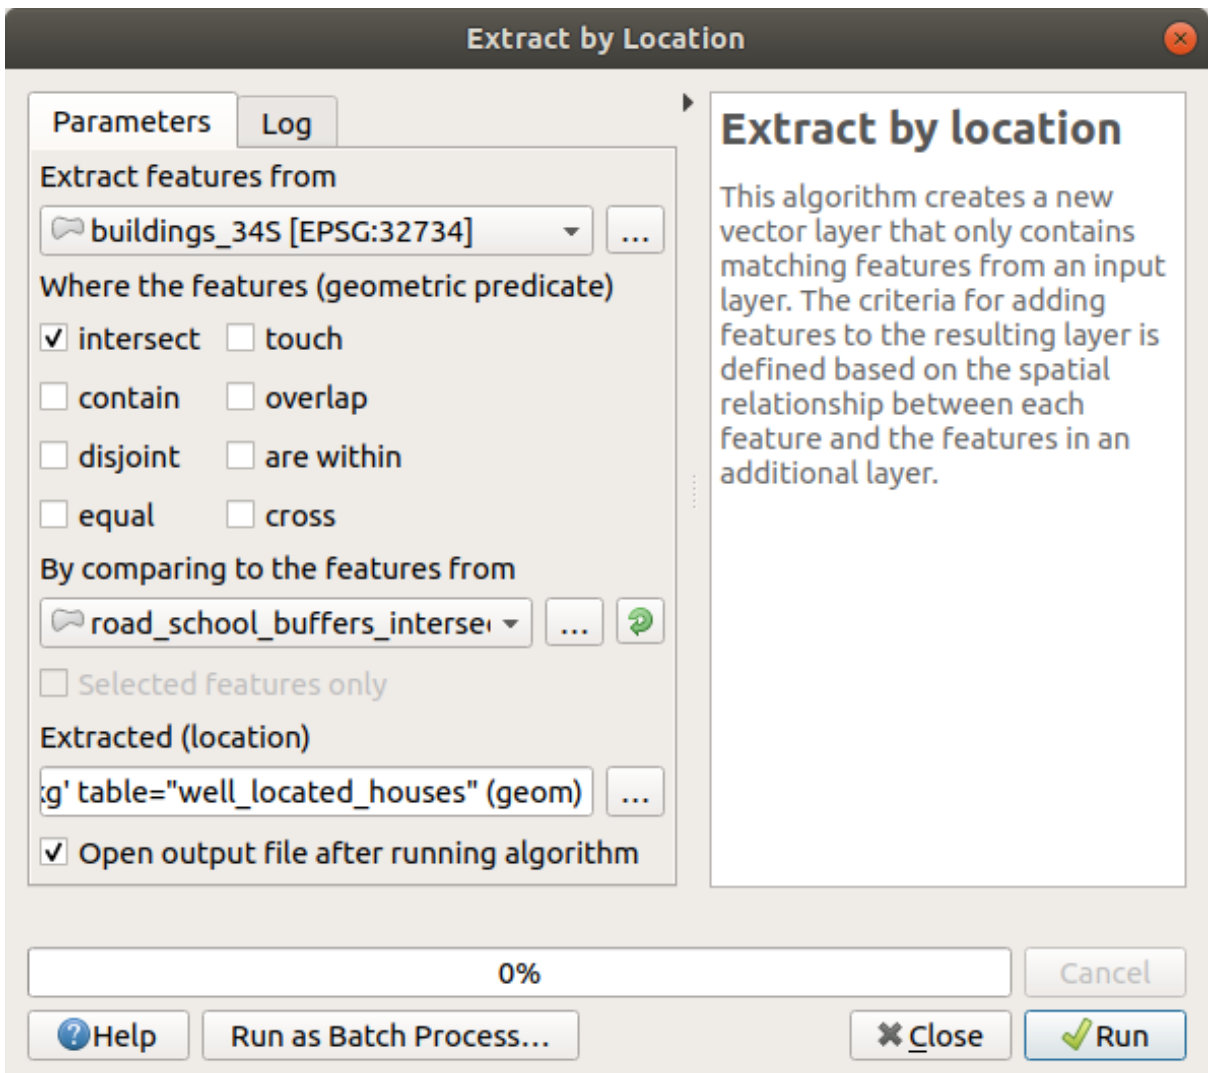 Extract by Location
Parameters
Log
Extract features from
buildings_34S [EPSG:32734]
...
Where the features (geometric predicate)
intersect
touch
contain
overlap
disjoint
are within
equal
cross
By comparing to the features from
road_school_buffers_interse
...
Selected features only
Extracted (location)
g' table="well_located_houses" (geom)
...
Open output file after running algorithm
Extract by location
This algorithm creates a new
vector layer that only contains
matching features from an input
layer. The criteria for adding
features to the resulting layer is
defined based on the spatial
relationship between each
feature and the features in an
additional layer.
0%
Cancel
Help
Run as Batch Process...
Close
Run